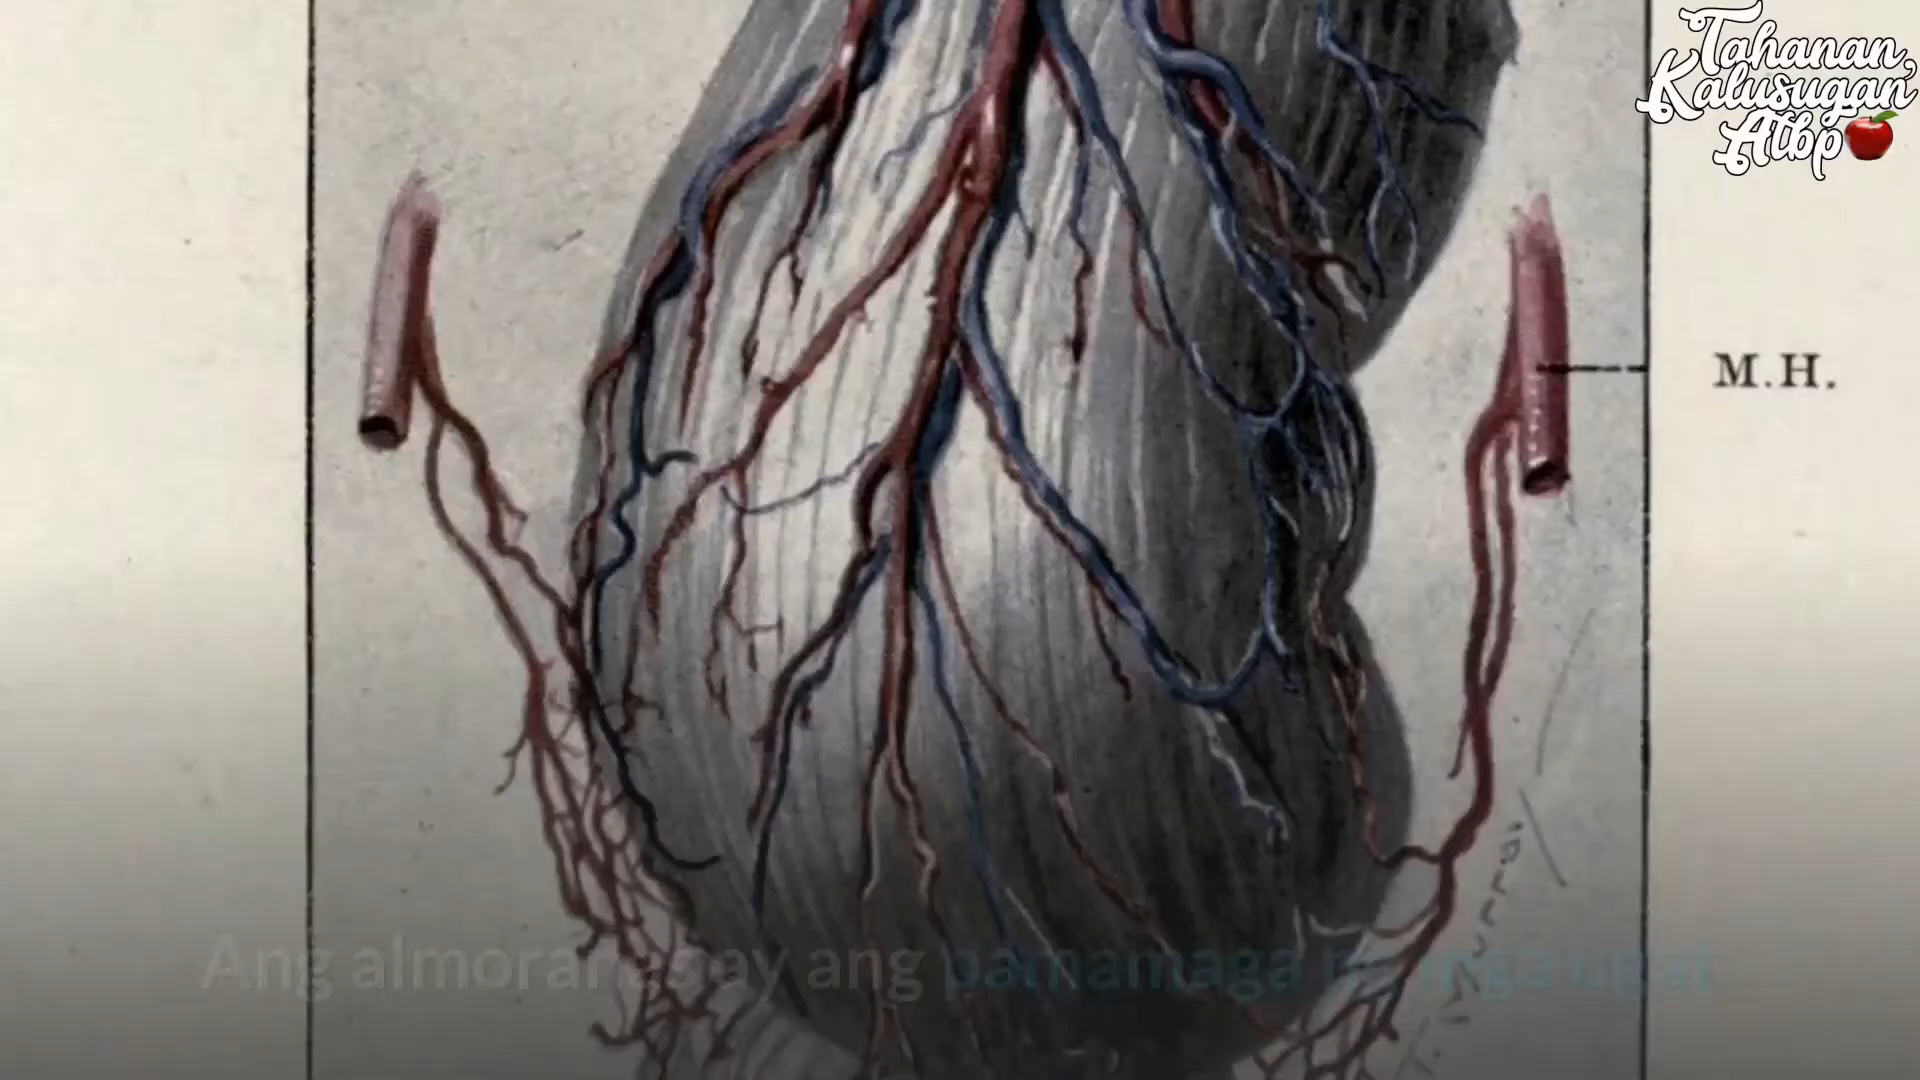 Tahanan,
Kalusugan
Atbp
M.H.
Ang almoranas ay ang pamamaga ng mga ugat